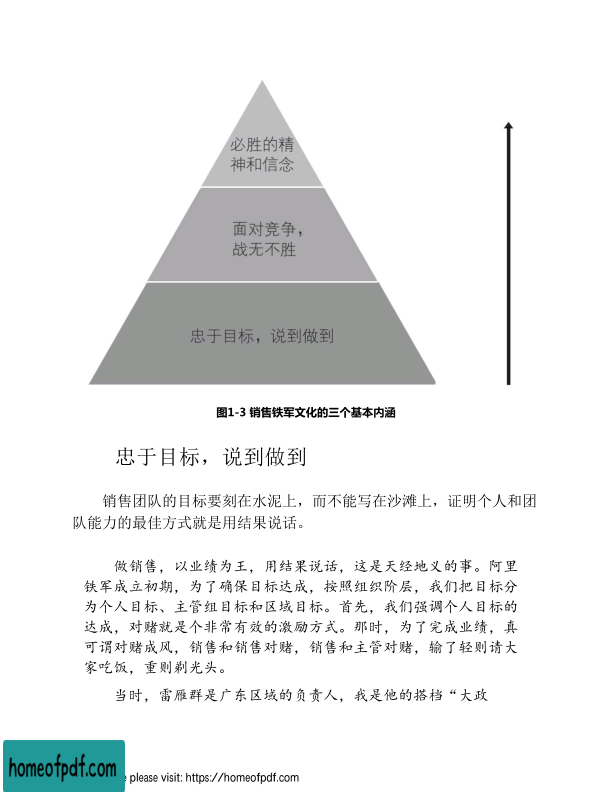 必胜的精
神和信念
面对竞争，
战无不胜
忠于目标，说到做到
图1-3 销售铁军文化的三个基本内涵
忠于目标，说到做到
销售团队的目标要刻在水泥上，而不能写在沙滩上，证明个人和团
队能力的最佳方式就是用结果说话。
做销售，以业绩为王，用结果说话，这是天经地义的事。阿里
铁军成立初期，为了确保目标达成，按照组织阶层，我们把目标分
为个人目标、主管组目标和区域目标。首先，我们强调个人目标的
达成，对赌就是个非常有效的激励方式。那时，为了完成业绩，真
可谓对赌成风，销售和销售对赌，销售和主管对赌，输了轻则请大
家吃饭，重则剃光头。
当时，雷雁群是广东区域的负责人，我是他的搭档“大政
homeofpdf.com
e please visit: https://homeofpdf.com